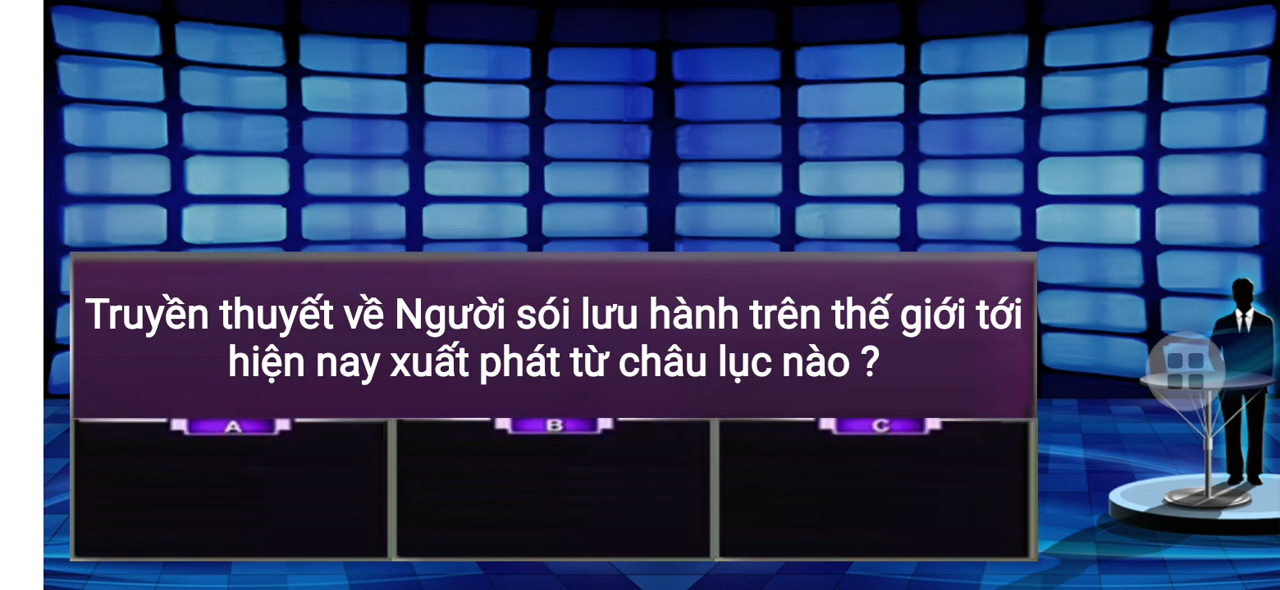 Truyền thuyết về Người sói lưu hành trên thế giới tới
hiện nay xuất phát từ châu lục nào ?
A
B
C